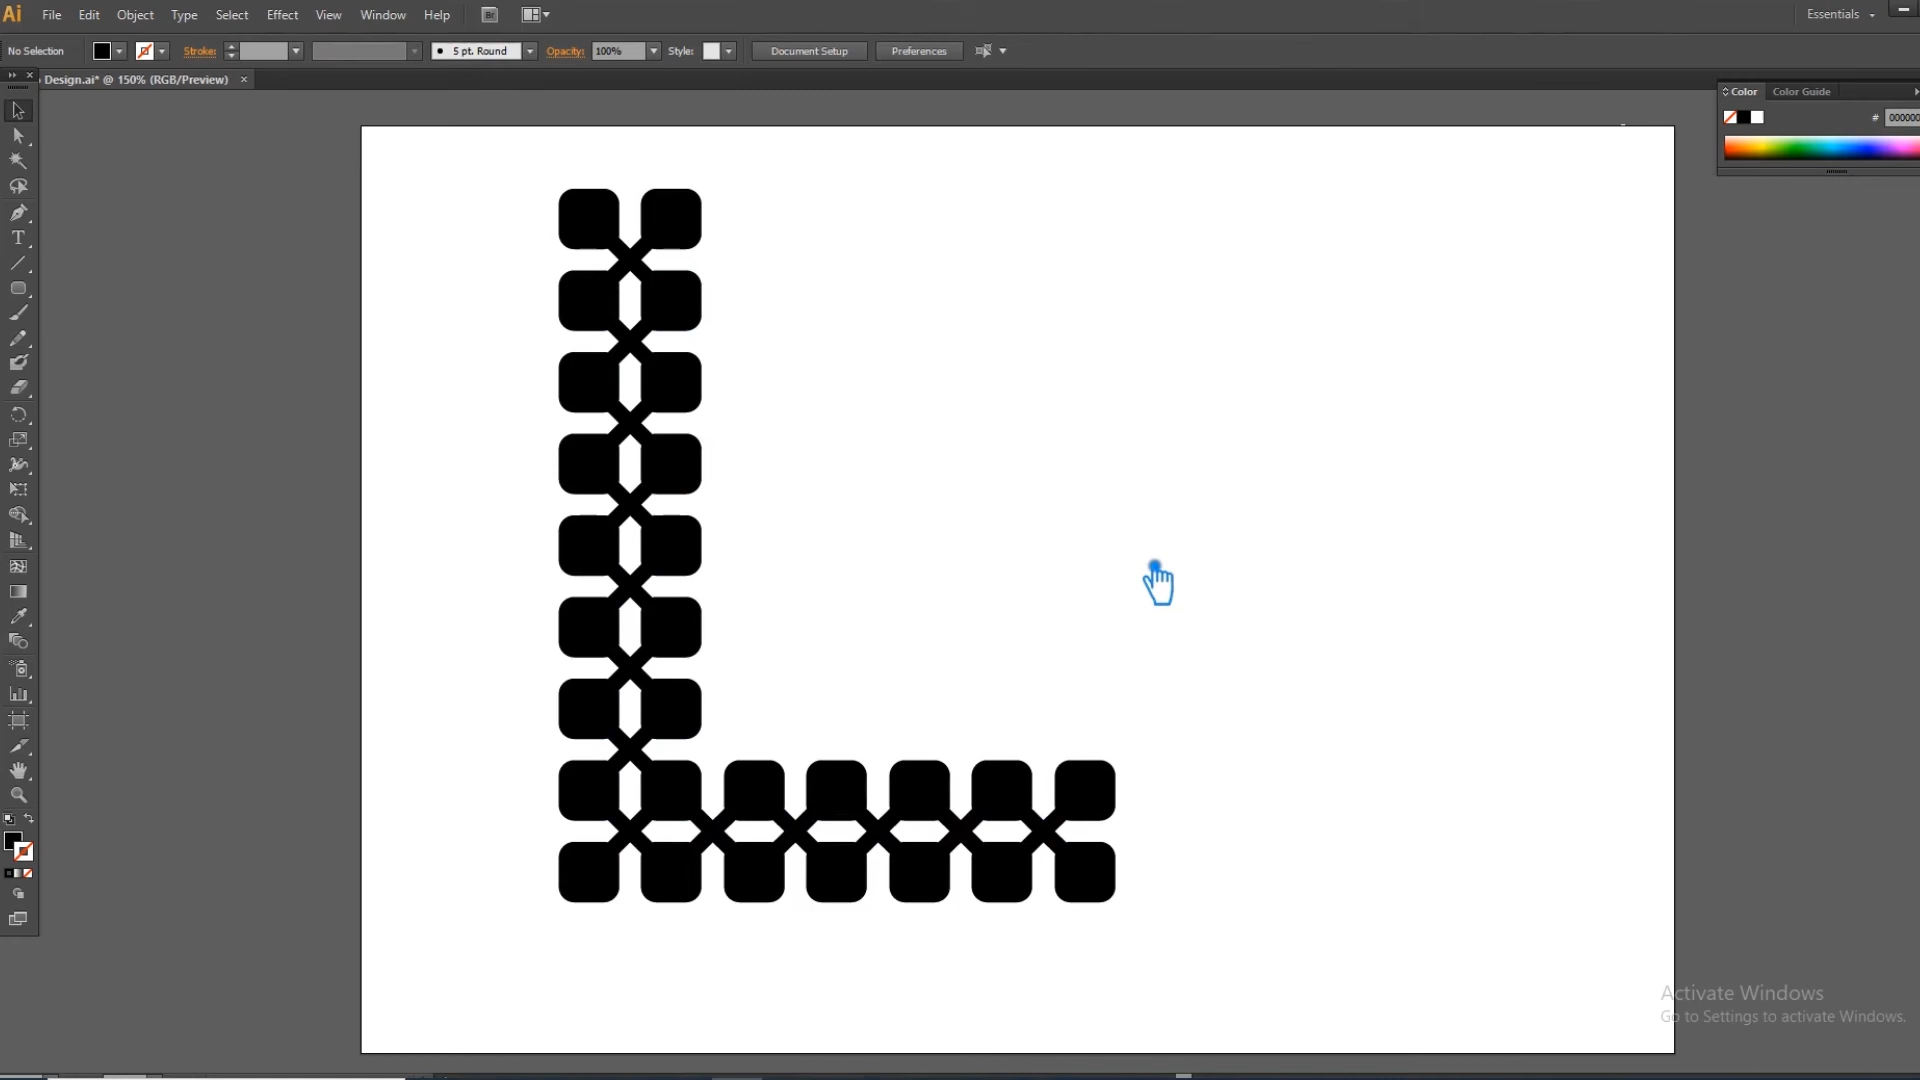 Ai File Edit Object Type Select Effect View Window Help Br Essentials
No Selection Stroke: 5 pt. Round Opacity: 100% Style: Document Setup Preferences
Design.ai* @ 150% (RGB/Preview)
Color Color Guide
# 000000
T
Activate Windows
Go to Settings to activate Windows.